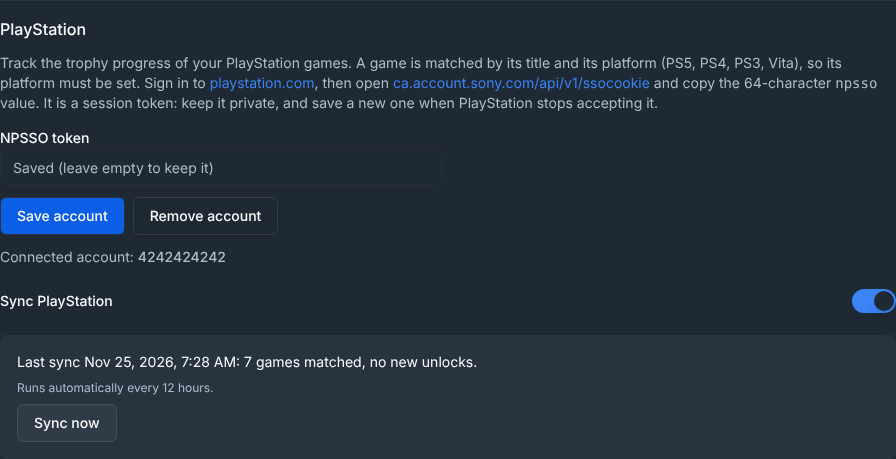 PlayStation
Track the trophy progress of your PlayStation games. A game is matched by its title and its platform (PS5, PS4, PS3, Vita), so its
platform must be set. Sign in to playstation.com, then open ca.account.sony.com/api/v1/ssocookie and copy the 64-character npsso
value. It is a session token: keep it private, and save a new one when PlayStation stops accepting it.
NPSSO token
Saved (leave empty to keep it)
Save account Remove account
Connected account: 4242424242
Sync PlayStation
Last sync Nov 25, 2026, 7:28 AM: 7 games matched, no new unlocks.
Runs automatically every 12 hours.
Sync now